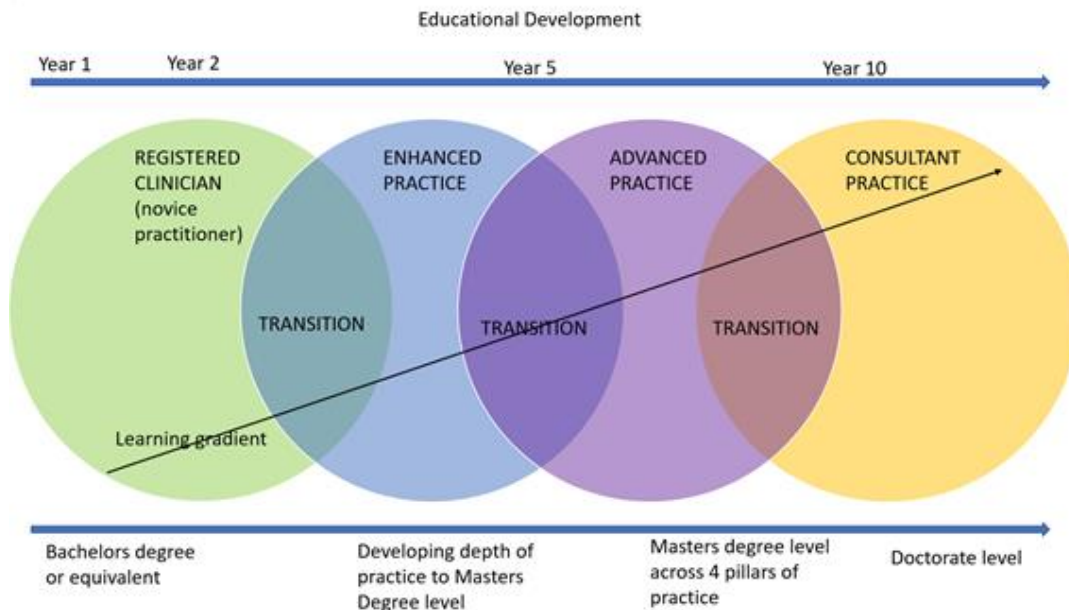 Educational Development
Year 1
Year 2
Year 5
Year 10
REGISTERED
CLINICIAN
(novice
practitioner)
ENHANCED
PRACTICE
ADVANCED
PRACTICE
CONSULTANT
PRACTICE
TRANSITION
TRANSITION
TRANSITION
Learning gradient
Bachelors degree
or equivalent
Developing depth of
practice to Masters
Degree level
Masters degree level
across 4 pillars of
practice
Doctorate level